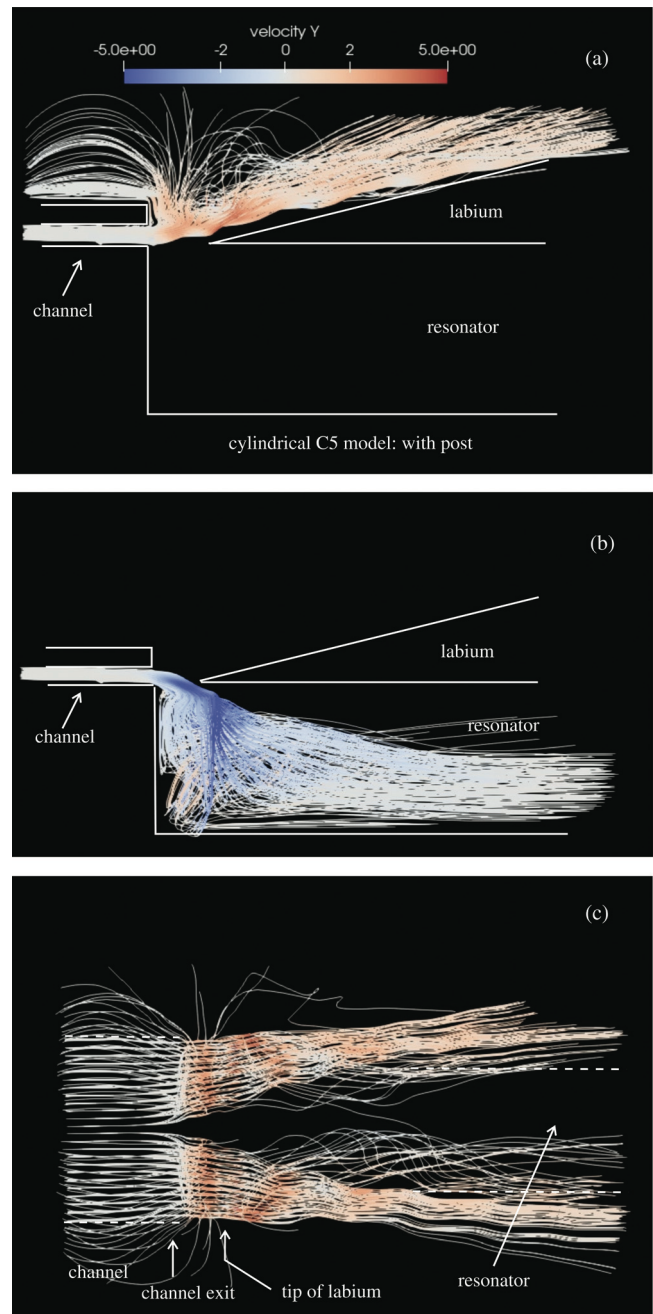 velocity Y
-5.0e+00 -2 0 2 5.0e+00
(a)
labium
channel
resonator
cylindrical C5 model: with post
(b)
labium
resonator
channel
(c)
channel
channel exit
tip of labium
resonator